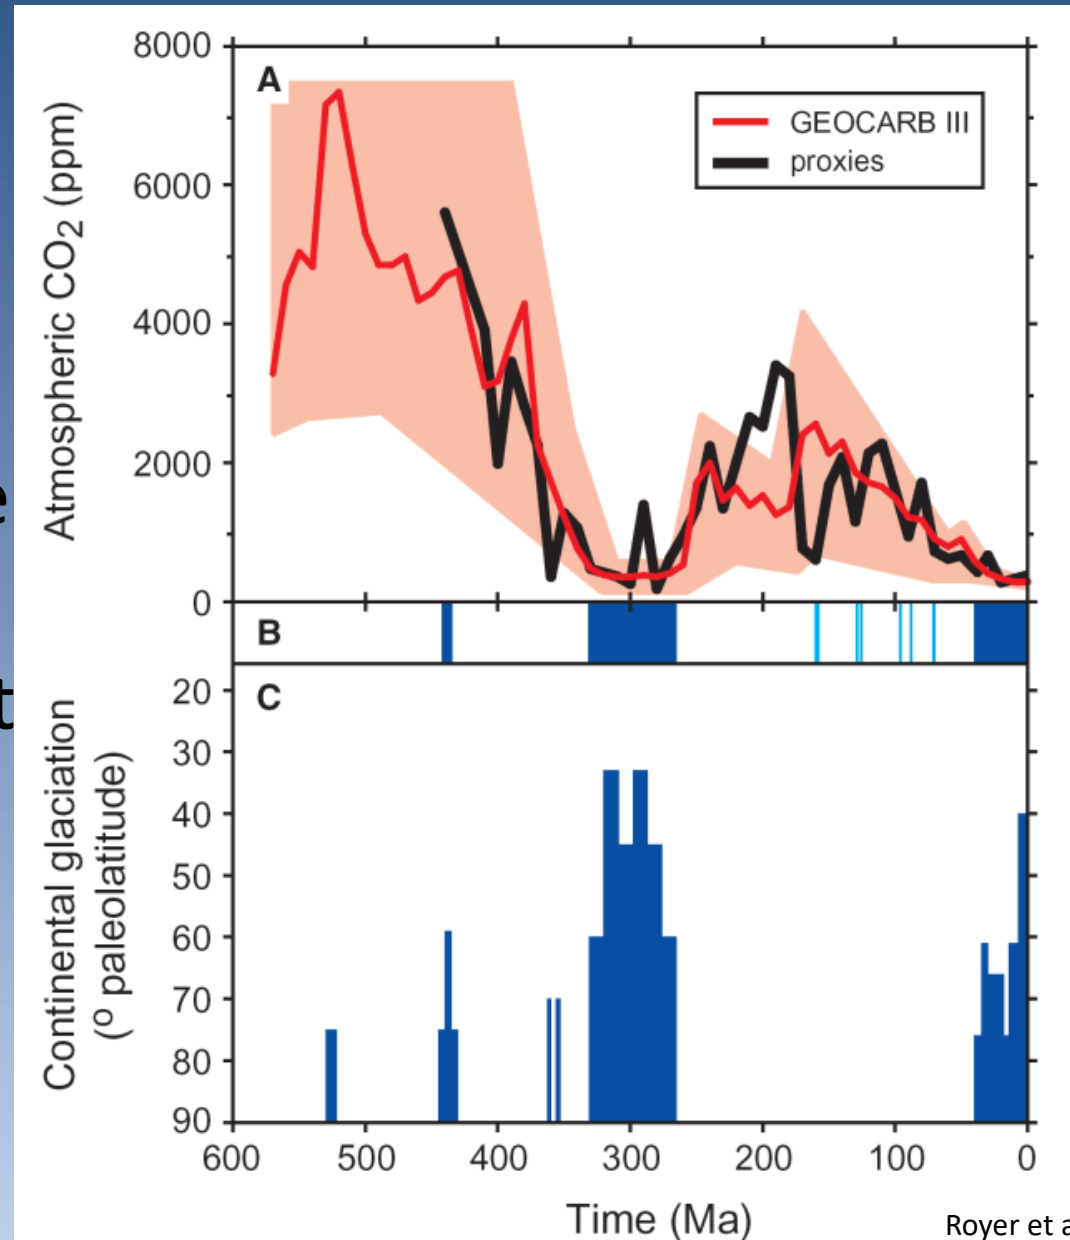 8000
A
GEOCARB III
proxies
6000
4000
2000
0
Atmospheric CO2 (ppm)
e
B
t
C
20
30
40
50
60
70
80
90
Continental glaciation
(º paleolatitude)
600 500 400 300 200 100 0
Time (Ma)
Royer et a